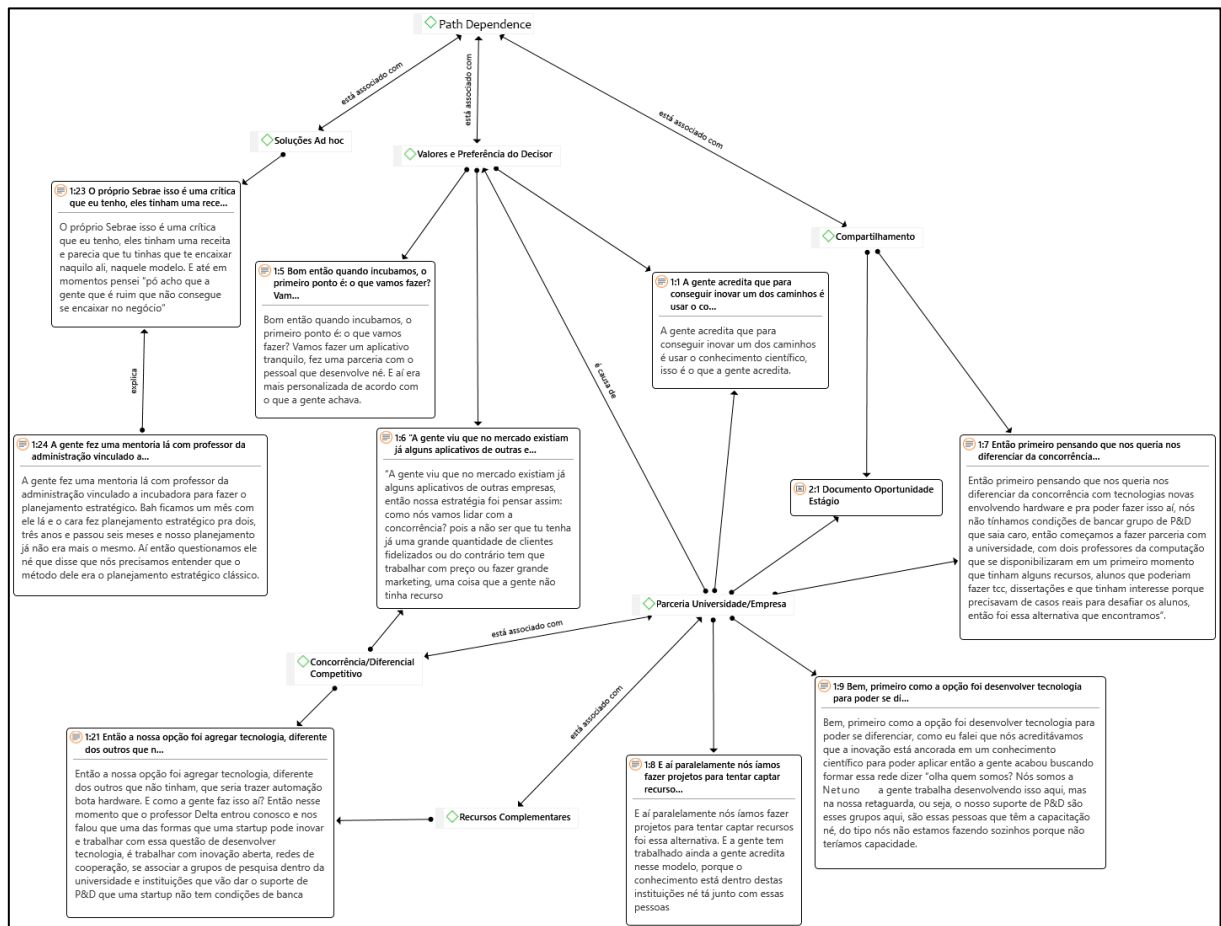 Path Dependence
está associado com
está associado com
está associado com
Soluções Ad hoc
Valores e Preferência do Decisor
Compartilhamento
1:23 O próprio Sebrae isso é uma crítica
que eu tenho, eles tinham uma rece...
O próprio Sebrae isso é uma crítica
que eu tenho, eles tinham uma receita
e parecia que tu tinhas que te encaixar
naquilo ali, naquele modelo. E até em
momentos pensei "pó acho que a
gente que é ruim que não consegue
se encaixar no negócio"
1:5 Bom então quando incubamos, o
primeiro ponto é: o que vamos fazer?
Vam...
Bom então quando incubamos, o
primeiro ponto é: o que vamos
fazer? Vamos fazer um aplicativo
tranquilo, fez uma parceria com o
pessoal que desenvolve né. E aí era
mais personalizada de acordo com
o que a gente achava.
1:1 A gente acredita que para
conseguir inovar um dos caminhos é
usar o co...
A gente acredita que para
conseguir inovar um dos caminhos
é usar o conhecimento científico,
isso é o que a gente acredita.
explica
é causa de
1:24 A gente fez uma mentoria lá com professor da
administração vinculado a...
A gente fez uma mentoria lá com professor da
administração vinculado a incubadora para fazer o
planejamento estratégico. Bah ficamos um mês com
ele lá e o cara fez planejamento estratégico pra dois,
três anos e passou seis meses e nosso planejamento
já não era mais o mesmo. Aí então questionamos ele
né que disse que nós precisamos entender que o
método dele era o planejamento estratégico clássico.
1:6 "A gente viu que no mercado existiam
já alguns aplicativos de outras e...
"A gente viu que no mercado existiam
já alguns aplicativos de outras
empresas,
então nossa estratégia foi pensar assim:
como nós vamos lidar com a
concorrência? pois a não ser que tu tenha
já uma grande quantidade de clientes
fidelizados ou do contrário tem que
trabalhar com preço ou fazer grande
marketing, uma coisa que a gente não
tinha recurso
2:1 Documento Oportunidade
Estágio
1:7 Então primeiro pensando que nos queria nos
diferenciar da concorrência...
Então primeiro pensando que nos queria nos
diferenciar da concorrência com tecnologias novas
envolvendo hardware e pra poder fazer isso aí, nós
não tínhamos condições de bancar grupo de P&D
que saia caro, então começamos a fazer parceria com
a universidade, com dois professores da computação
que se disponibilizaram em um primeiro momento
que tinham alguns recursos, alunos que poderiam
fazer tcc, dissertações e que tinham interesse porque
precisavam de casos reais para desafiar os alunos,
então foi essa alternativa que encontramos".
Parceria Universidade/Empresa
está associado com
está associado com
Concorrência/Diferencial
Competitivo
1:21 Então a nossa opção foi agregar tecnologia, diferente
dos outros que n...
Então a nossa opção foi agregar tecnologia, diferente
dos outros que não tinham, que seria trazer automação
bota hardware. E como a gente faz isso aí? Então nesse
momento que o professor Delta entrou conosco e nos
falou que uma das formas que uma startup pode inovar
e trabalhar com essa questão de desenvolver
tecnologia, é trabalhar com inovação aberta, redes de
cooperação, se associar a grupos de pesquisa dentro da
universidade e instituições que vão dar o suporte de
P&D que uma startup não tem condições de banca
Recursos Complementares
1:8 E aí paralelamente nós íamos
fazer projetos para tentar captar
recurso...
E aí paralelamente nós íamos fazer
projetos para tentar captar recursos
foi essa alternativa. E a gente tem
trabalhado ainda a gente acredita
nesse modelo, porque o
conhecimento está dentro destas
instituições né tá junto com essas
pessoas
1:9 Bem, primeiro como a opção foi desenvolver tecnologia
para poder se di...
Bem, primeiro como a opção foi desenvolver tecnologia para
poder se diferenciar, como eu falei que nós acreditávamos
que a inovação está ancorada em um conhecimento
científico para poder aplicar então a gente acabou buscando
formar essa rede dizer "olha quem somos? Nós somos a
Netuno a gente trabalha desenvolvendo isso aqui, mas
na nossa retaguarda, ou seja, o nosso suporte de P&D são
esses grupos aqui, são essas pessoas que têm a capacitação
né, do tipo nós não estamos fazendo sozinhos porque não
teríamos capacidade.